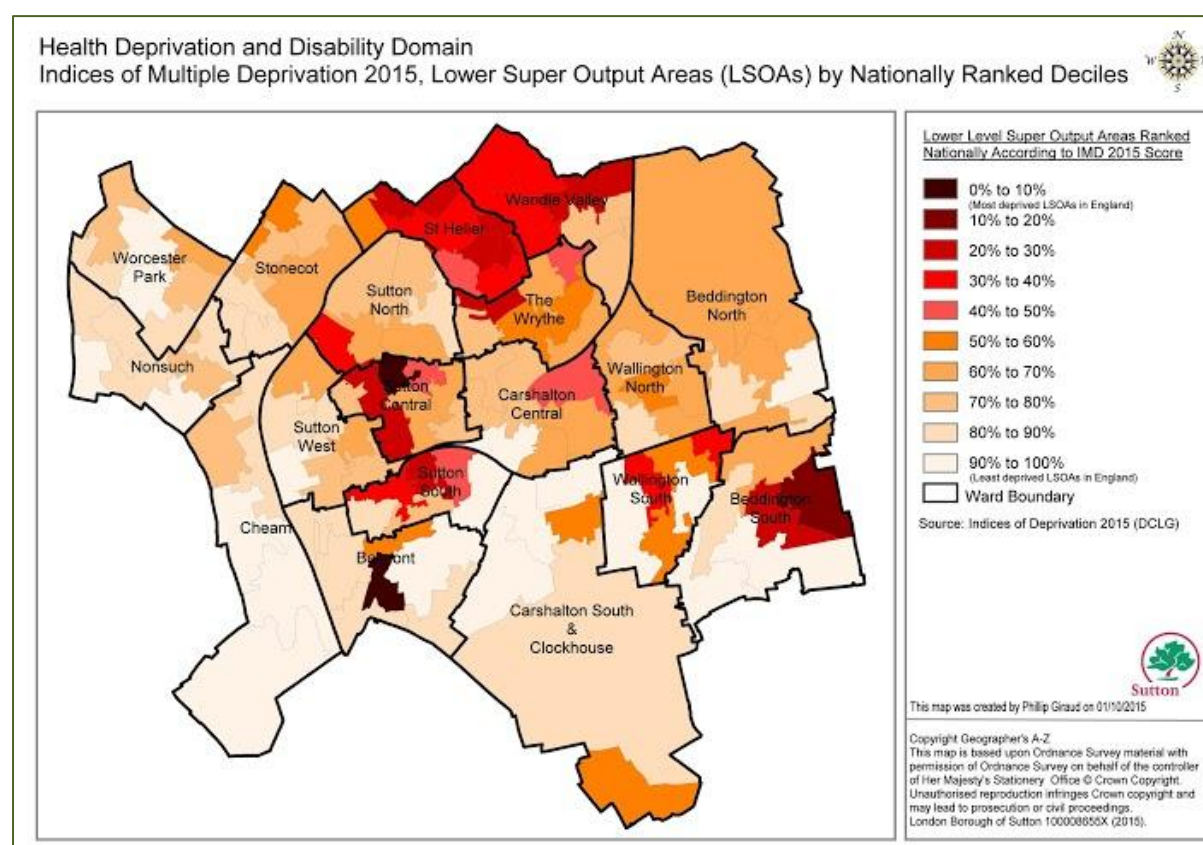 Health Deprivation and Disability Domain
Indices of Multiple Deprivation 2015, Lower Super Output Areas (LSOAs) by Nationally Ranked Deciles
N
W
S
Worcester
Park
Stonecot
St Helier
Wandle Valley
Sutton
North
The
Wrythe
Beddington
North
Nonsuch
Sutton
Central
Carshalton
Central
Wallington
North
Sutton
West
Sutton
South
Wallington
South
Beddington
South
Cheam
Belmont
Carshalton South
&
Clockhouse
Lower Level Super Output Areas Ranked
Nationally According to IMD 2015 Score
0% to 10%
(Most deprived LSOAs in England)
10% to 20%
20% to 30%
30% to 40%
40% to 50%
50% to 60%
60% to 70%
70% to 80%
80% to 90%
90% to 100%
(Least deprived LSOAs in England)
Ward Boundary
Source: Indices of Deprivation 2015 (DCLG)
Sutton
This map was created by Phillip Giraud on 01/10/2015
Copyright Geographer's A-Z
This map is based upon Ordnance Survey material with
permission of Ordnance Survey on behalf of the controller
of Her Majesty's Stationery Office © Crown Copyright.
Unauthorised reproduction infringes Crown copyright and
may lead to prosecution or civil proceedings.
London Borough of Sutton 100008655X (2015).